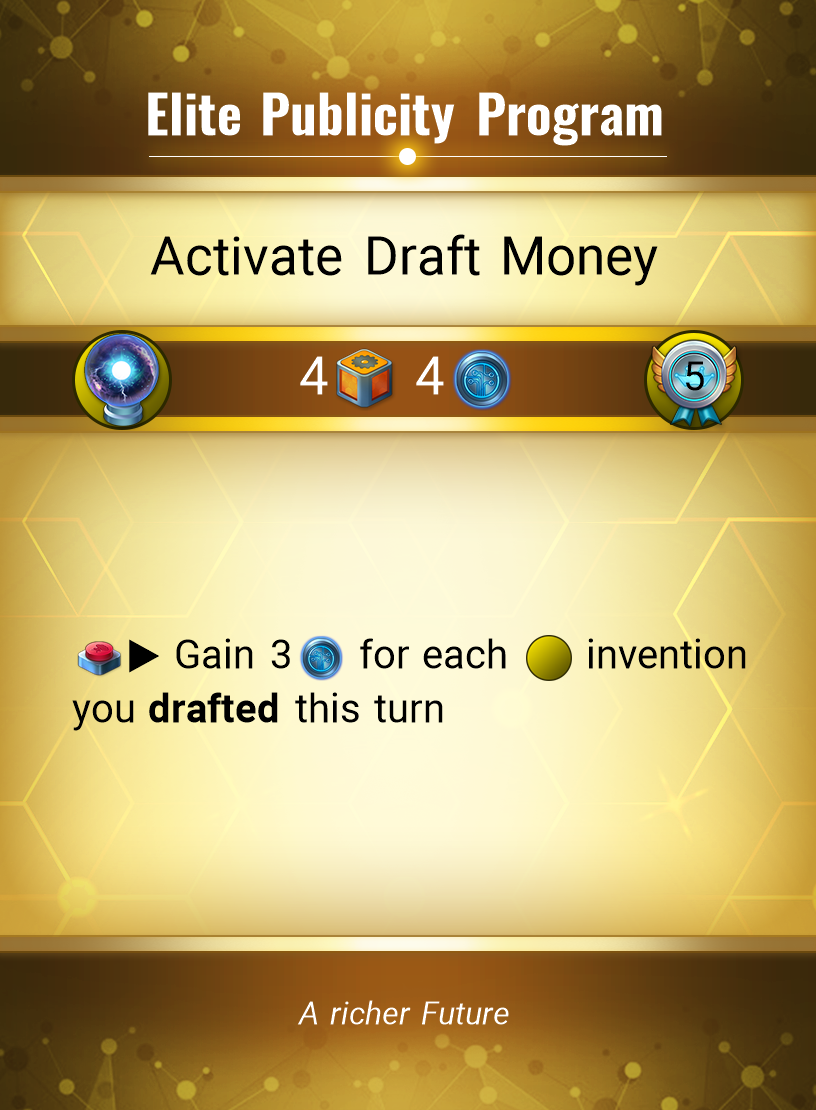 Elite Publicity Program
Activate Draft Money
4 4 5
▶ Gain 3 for each invention
you drafted this turn
A richer Future